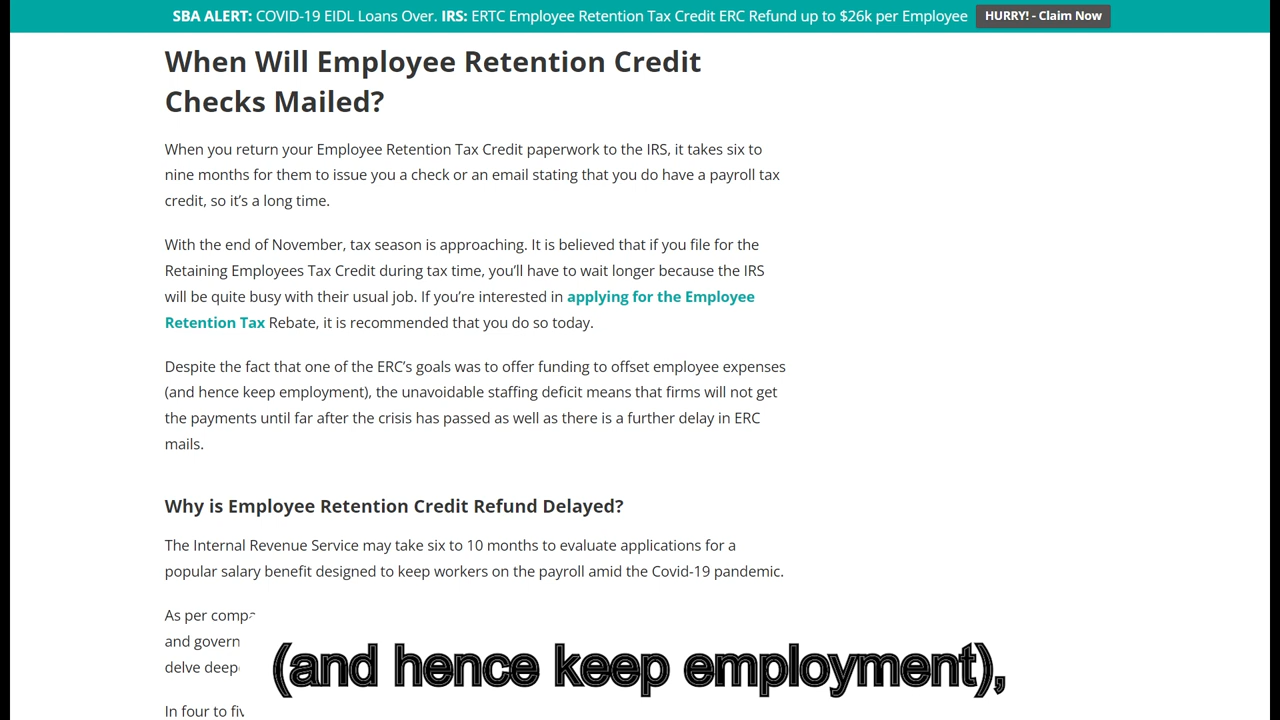 SBA ALERT: COVID-19 EIDL Loans Over. IRS: ERTC Employee Retention Tax Credit ERC Refund up to $26k per Employee HURRY! - Claim Now
When Will Employee Retention Credit
Checks Mailed?
When you return your Employee Retention Tax Credit paperwork to the IRS, it takes six to
nine months for them to issue you a check or an email stating that you do have a payroll tax
credit, so it's a long time.
With the end of November, tax season is approaching. It is believed that if you file for the
Retaining Employees Tax Credit during tax time, you'll have to wait longer because the IRS
will be quite busy with their usual job. If you're interested in applying for the Employee
Retention Tax Rebate, it is recommended that you do so today.
Despite the fact that one of the ERC's goals was to offer funding to offset employee expenses
(and hence keep employment), the unavoidable staffing deficit means that firms will not get
the payments until far after the crisis has passed as well as there is a further delay in ERC
mails.
Why is Employee Retention Credit Refund Delayed?
The Internal Revenue Service may take six to 10 months to evaluate applications for a
popular salary benefit designed to keep workers on the payroll amid the Covid-19 pandemic.
As per
and
delve
In four to
(and hence keep employment),